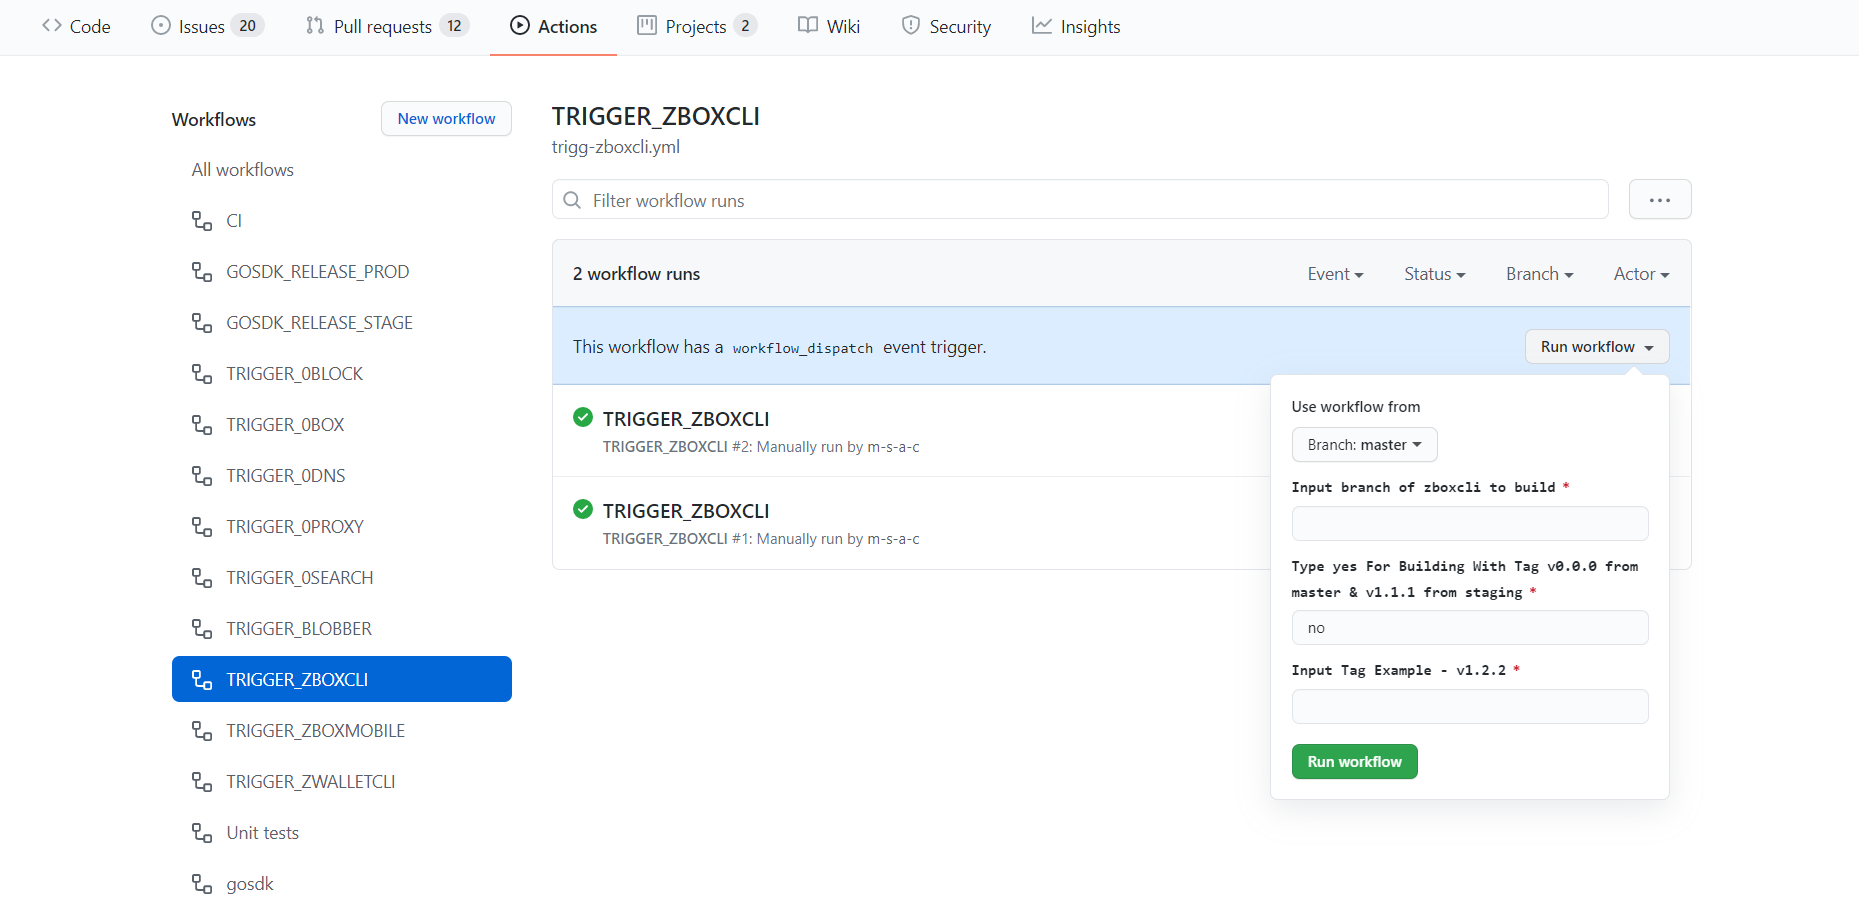 Code Issues 20 Pull requests 12 Actions Projects 2 Wiki Security Insights
Workflows
New workflow
All workflows
CI
GOSDK_RELEASE_PROD
GOSDK_RELEASE_STAGE
TRIGGER_0BLOCK
TRIGGER_0BOX
TRIGGER_0DNS
TRIGGER_0PROXY
TRIGGER_0SEARCH
TRIGGER_BLOBBER
TRIGGER_ZBOXCLI
TRIGGER_ZBOXMOBILE
TRIGGER_ZWALLETCLI
Unit tests
gosdk
TRIGGER_ZBOXCLI
trigg-zboxcli.yml
Filter workflow runs
...
2 workflow runs Event Status Branch Actor
This workflow has a workflow_dispatch event trigger.
Run workflow
TRIGGER_ZBOXCLI
TRIGGER_ZBOXCLI #2: Manually run by m-s-a-c
TRIGGER_ZBOXCLI
TRIGGER_ZBOXCLI #1: Manually run by m-s-a-c
Use workflow from
Branch: master
Input branch of zboxcli to build *
Type yes For Building With Tag v0.0.0 from
master & v1.1.1 from staging *
no
Input Tag Example - v1.2.2 *
Run workflow